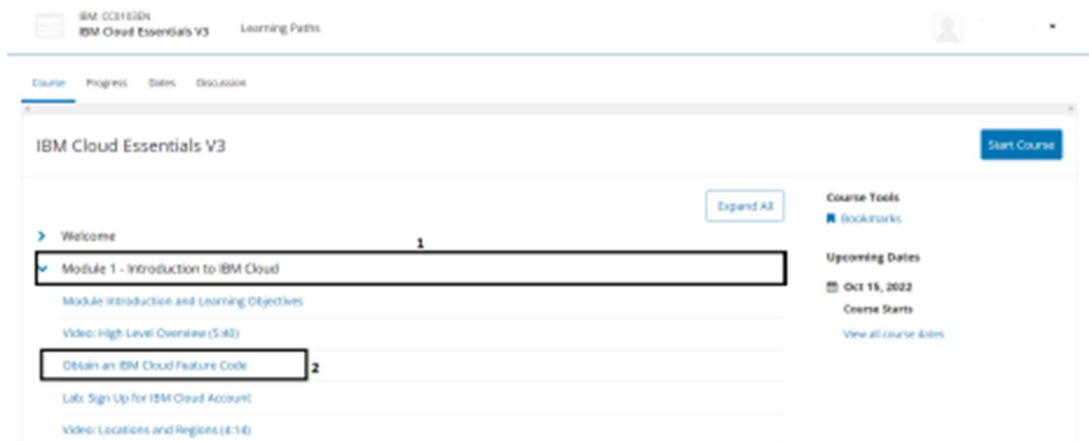 IBM: CC0103EN
IBM Cloud Essentials V3
Learning Paths
Course Progress Dates Discussion
IBM Cloud Essentials V3
Start Course
Expand All
Course Tools
Bookmarks
Welcome
1
Module 1 - Introduction to IBM Cloud
Upcoming Dates
Oct 15, 2022
Course Starts
View all course dates
Module Introduction and Learning Objectives
Video: High Level Overview (5:40)
Obtain an IBM Cloud Feature Code
2
Lab: Sign Up for IBM Cloud Account
Video: Locations and Regions (4:14)